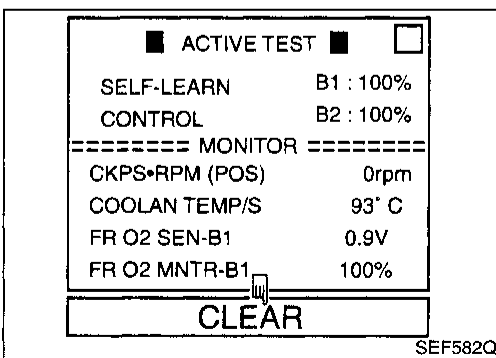 ■ ACTIVE TEST ■
SELF-LEARN B1 : 100%
CONTROL B2 : 100%
======== MONITOR ========
CKPS•RPM (POS) 0rpm
COOLAN TEMP/S 93° C
FR O2 SEN-B1 0.9V
FR O2 MNTR-B1 100%
CLEAR
SEF582Q